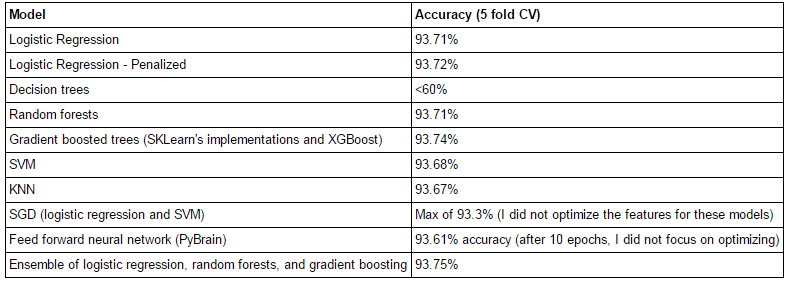 Model Accuracy (5 fold CV)
Logistic Regression 93.71%
Logistic Regression - Penalized 93.72%
Decision trees <60%
Random forests 93.71%
Gradient boosted trees (SKLearn's implementations and XGBoost) 93.74%
SVM 93.68%
KNN 93.67%
SGD (logistic regression and SVM) Max of 93.3% (I did not optimize the features for these models)
Feed forward neural network (PyBrain) 93.61% accuracy (after 10 epochs, I did not focus on optimizing)
Ensemble of logistic regression, random forests, and gradient boosting 93.75%